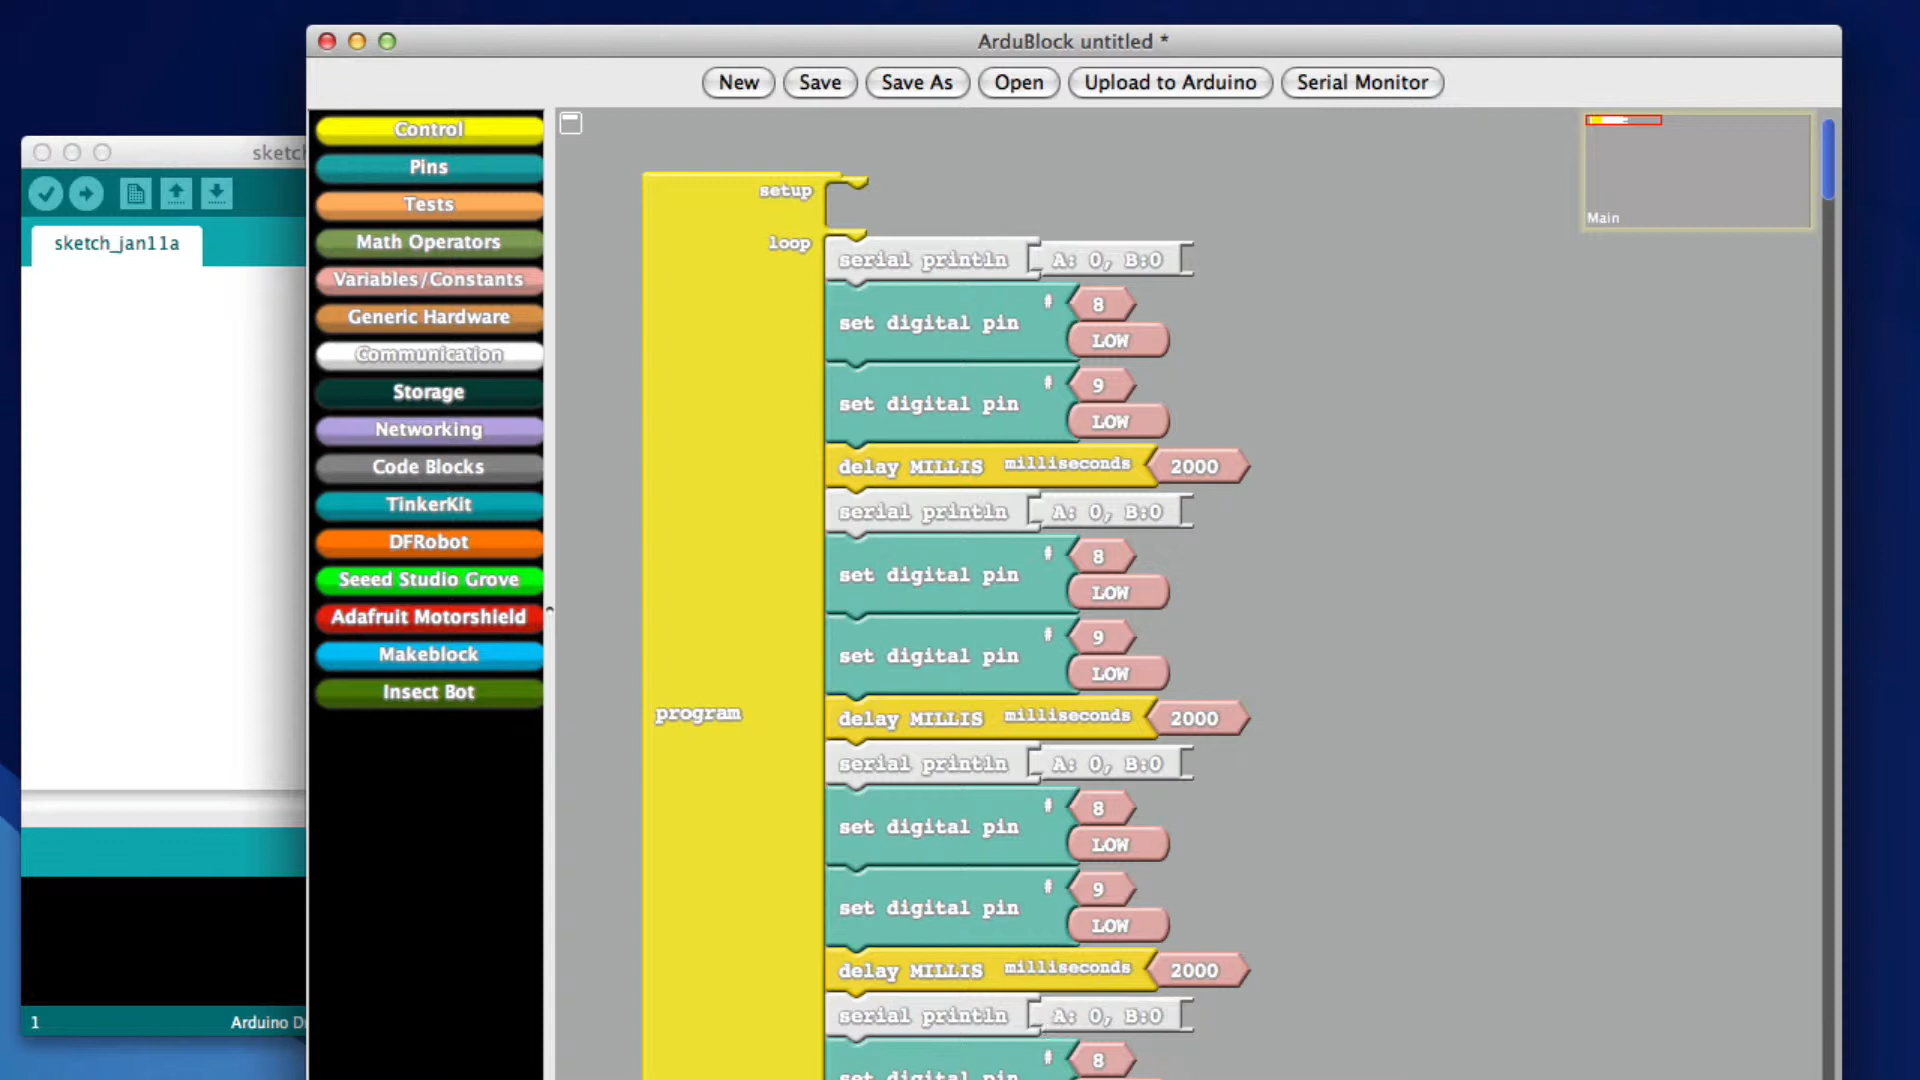 ArduBlock untitled *
New Save Save As Open Upload to Arduino Serial Monitor
sketc
sketch_jan11a
1
Arduino D
Control
Pins
Tests
Math Operators
Variables/Constants
Generic Hardware
Communication
Storage
Networking
Code Blocks
TinkerKit
DFRobot
Seeed Studio Grove
Adafruit Motorshield
Makeblock
Insect Bot
Main
program
setup
loop
serial println A: 0, B:0
set digital pin # 8
LOW
set digital pin # 9
LOW
delay MILLIS milliseconds 2000
serial println A: 0, B:0
set digital pin # 8
LOW
set digital pin # 9
LOW
delay MILLIS milliseconds 2000
serial println A: 0, B:0
set digital pin # 8
LOW
set digital pin # 9
LOW
delay MILLIS milliseconds 2000
serial println A: 0, B:0
set digital pin # 8